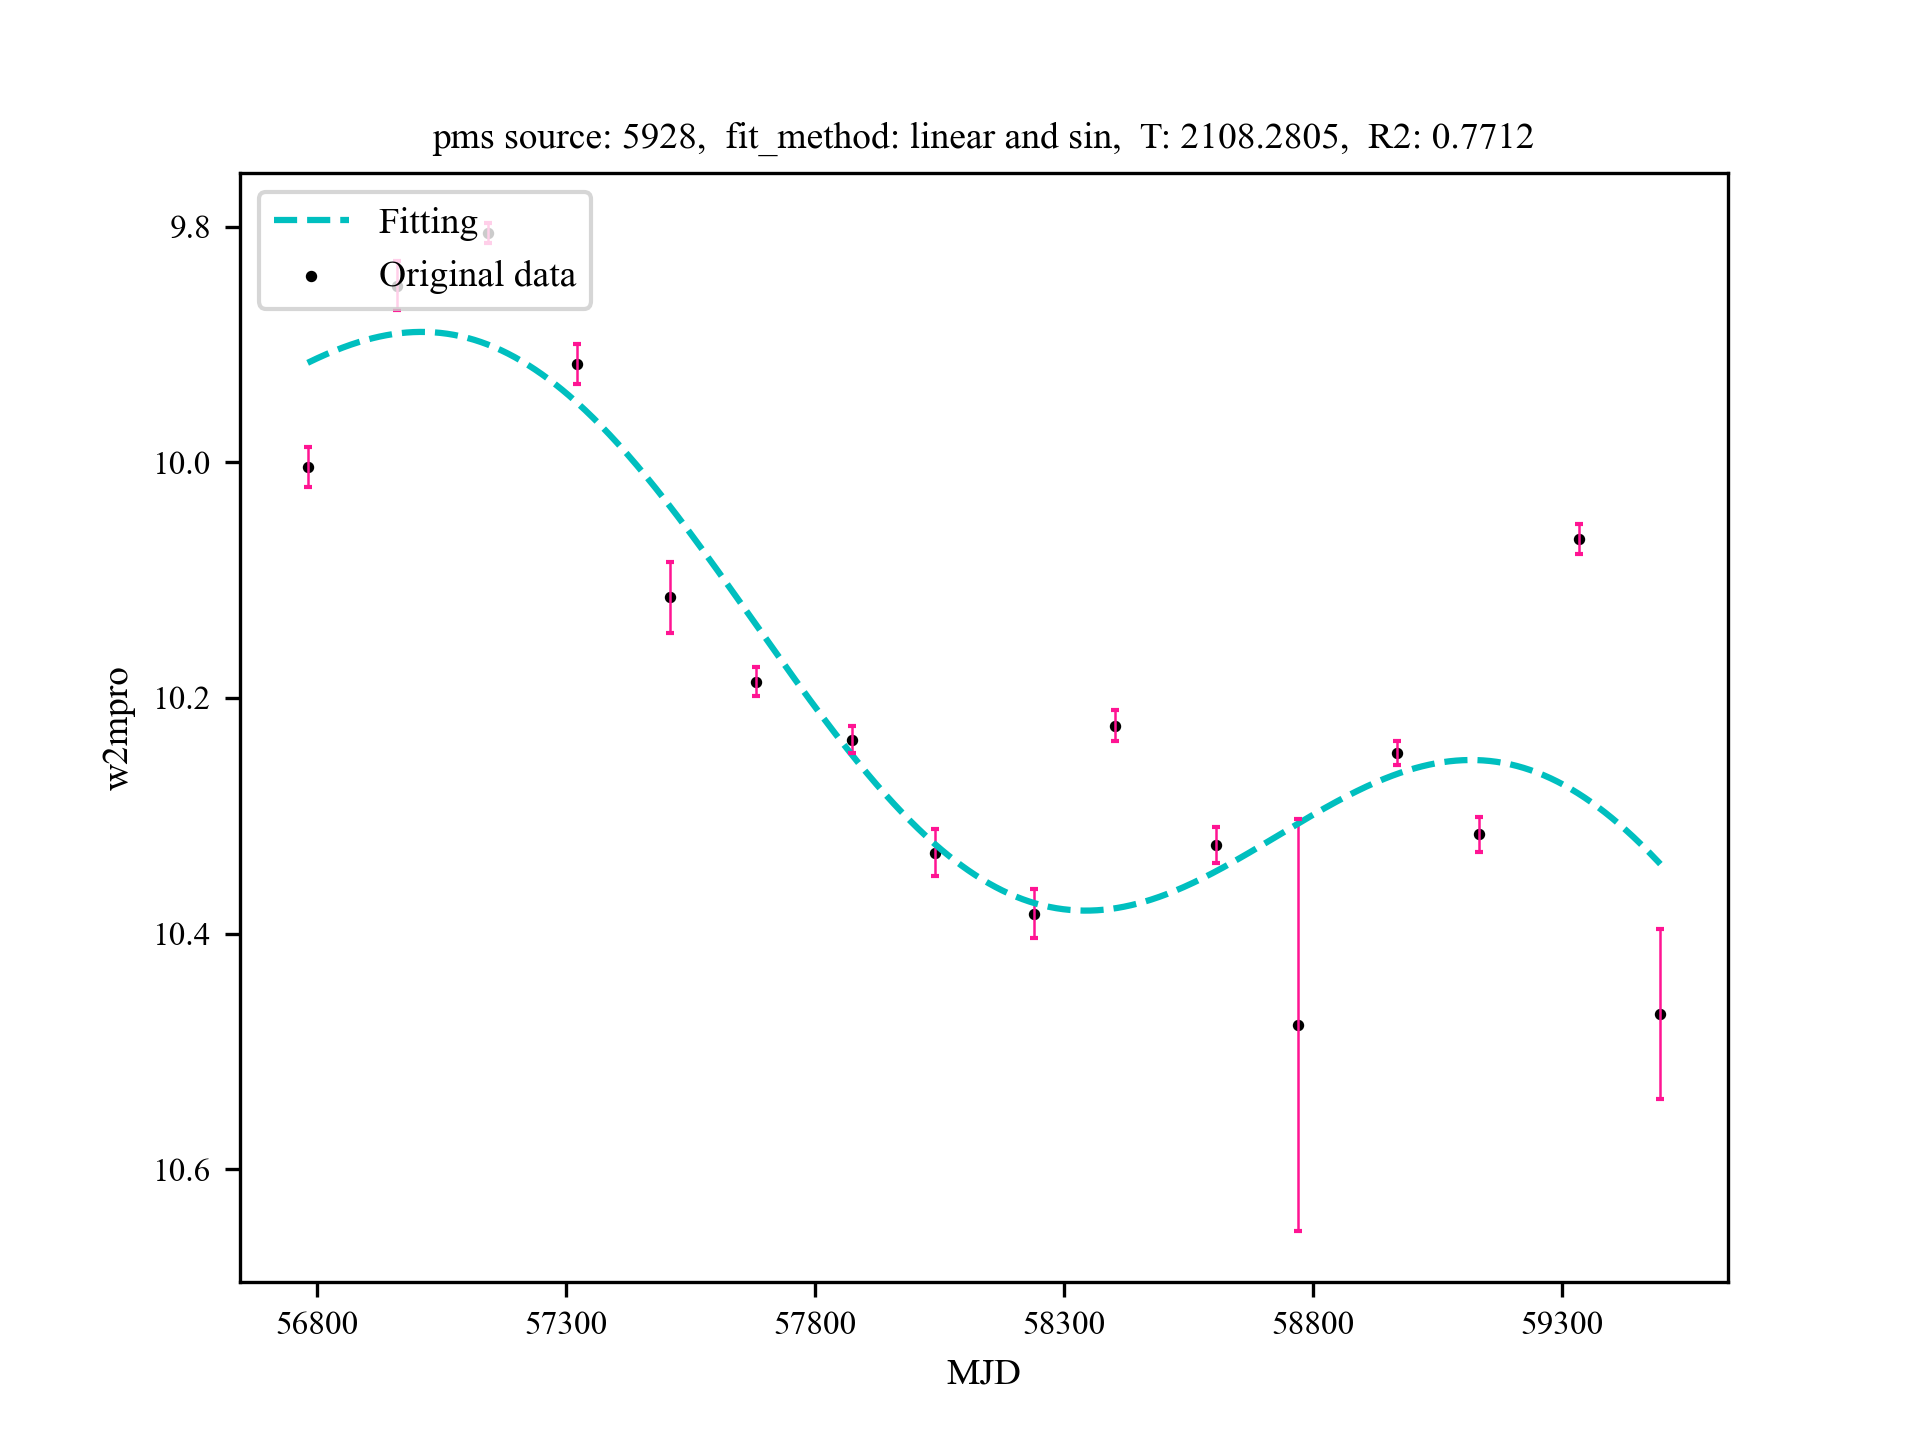 pms source: 5928,  fit_method: linear and sin,  T: 2108.2805,  R2: 0.7712
Fitting
Original data
9.8
10.0
10.2
10.4
10.6
w2mpro
56800
57300
57800
58300
58800
59300
MJD